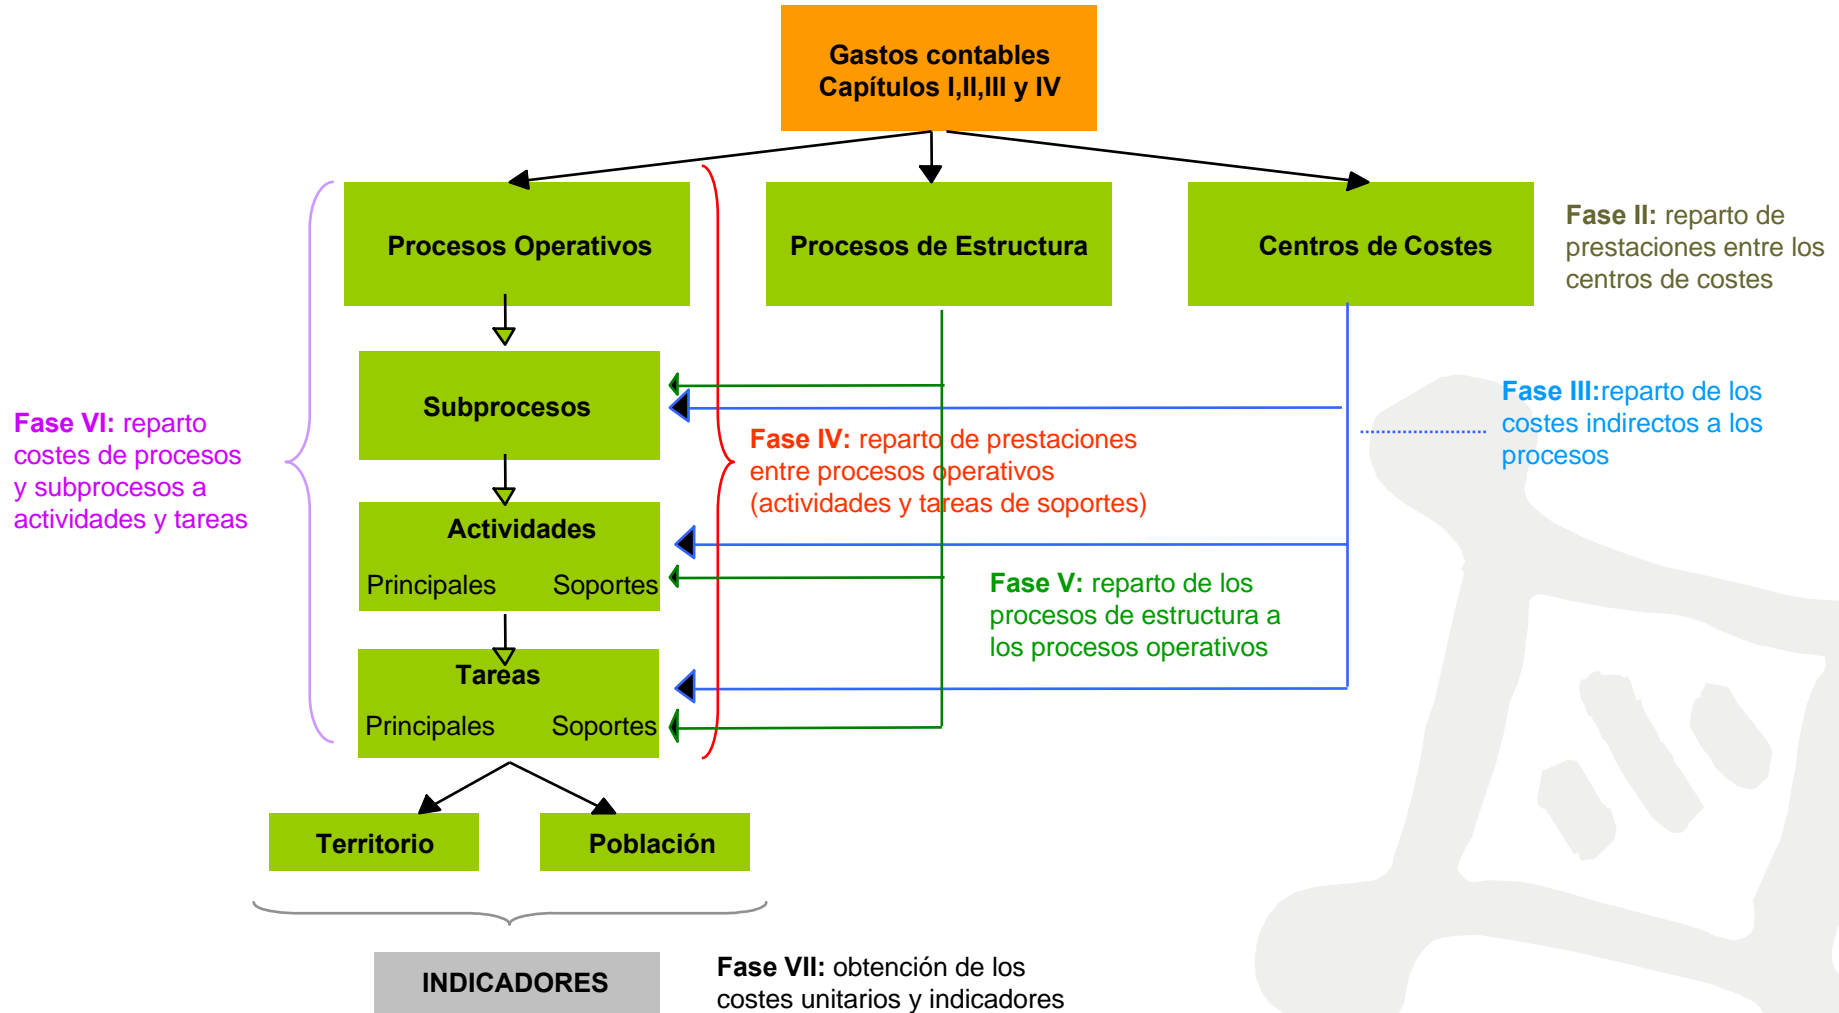 Gastos contables
Capítulos I,II,III y IV
Procesos Operativos
Procesos de Estructura
Centros de Costes
Fase II: reparto de
prestaciones entre los
centros de costes
Subprocesos
Fase III:reparto de los
costes indirectos a los
procesos
Fase VI: reparto
costes de procesos
y subprocesos a
actividades y tareas
Fase IV: reparto de prestaciones
entre procesos operativos
(actividades y tareas de soportes)
Actividades
Principales Soportes
Fase V: reparto de los
procesos de estructura a
los procesos operativos
Tareas
Principales Soportes
Territorio
Población
INDICADORES
Fase VII: obtención de los
costes unitarios y indicadores